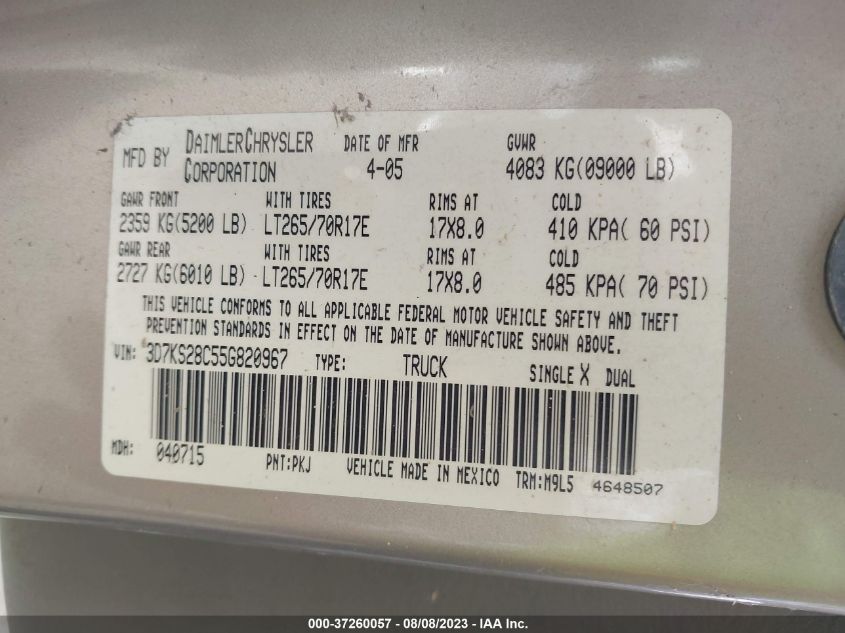 MFD BY DAIMLERCHRYSLER CORPORATION DATE OF MFR 4-05 GVWR 4083 KG(09000 LB)
GAWR FRONT WITH TIRES RIMS AT COLD
2359 KG(5200 LB) LT265/70R17E 17X8.0 410 KPA( 60 PSI)
GAWR REAR WITH TIRES RIMS AT COLD
2727 KG(6010 LB) LT265/70R17E 17X8.0 485 KPA( 70 PSI)
THIS VEHICLE CONFORMS TO ALL APPLICABLE FEDERAL MOTOR VEHICLE SAFETY AND THEFT
PREVENTION STANDARDS IN EFFECT ON THE DATE OF MANUFACTURE SHOWN ABOVE.
VIN: 3D7KS28C55G820967 TYPE: TRUCK SINGLE X DUAL
MDH: 040715 PNT:PKJ VEHICLE MADE IN MEXICO TRM:M9L5 4648507
000-37260057 - 08/08/2023 - IAA Inc.